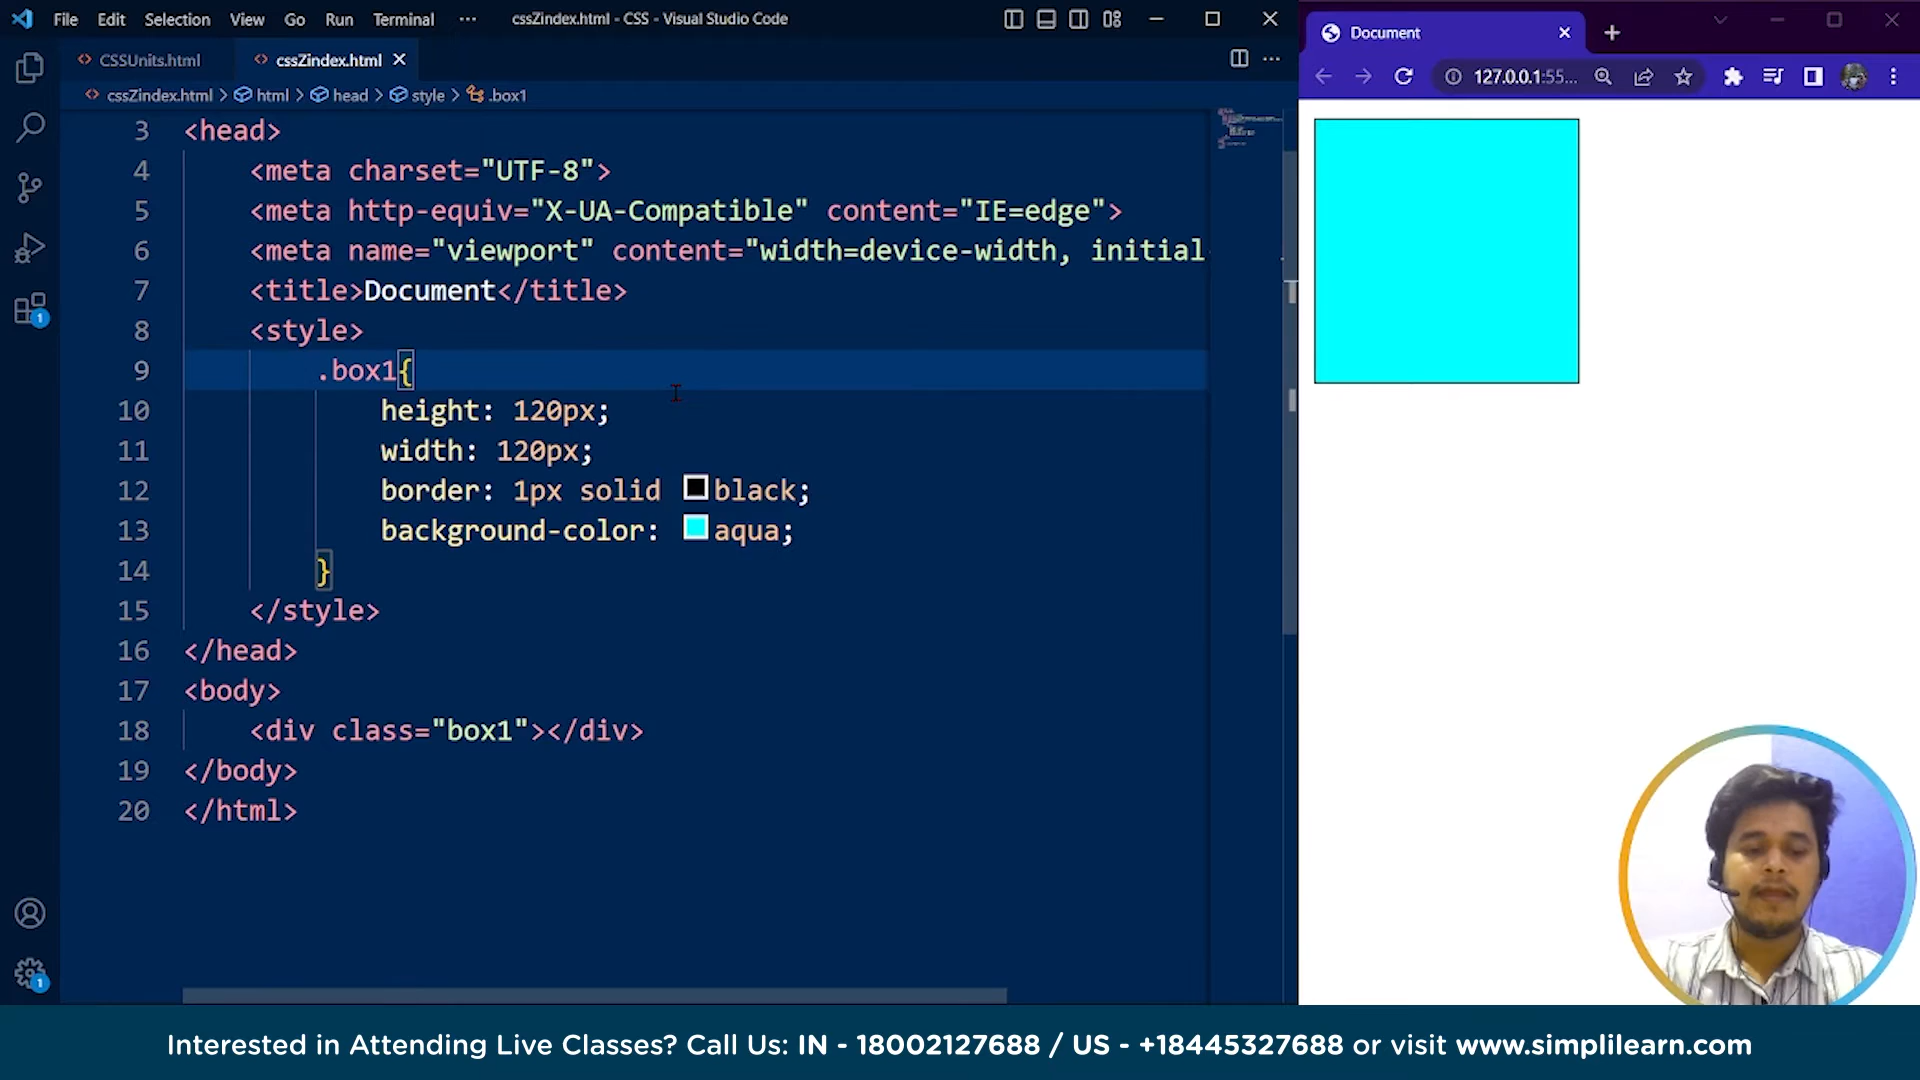 File Edit Selection View Go Run Terminal ··· cssZindex.html - CSS - Visual Studio Code
CSSUnits.html cssZindex.html
cssZindex.html > html > head > style > .box1
3 <head>
4 <meta charset="UTF-8">
5 <meta http-equiv="X-UA-Compatible" content="IE=edge">
6 <meta name="viewport" content="width=device-width, initial-
7 <title>Document</title>
8 <style>
9 .box1{
10 height: 120px;
11 width: 120px;
12 border: 1px solid black;
13 background-color: aqua;
14 }
15 </style>
16 </head>
17 <body>
18 <div class="box1"></div>
19 </body>
20 </html>
1
1
Document
127.0.0.1:55...
Interested in Attending Live Classes? Call Us: IN - 18002127688 / US - +18445327688 or visit www.simplilearn.com